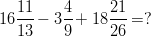 16 11/13 − 3 4/9 + 18 21/26 = ?